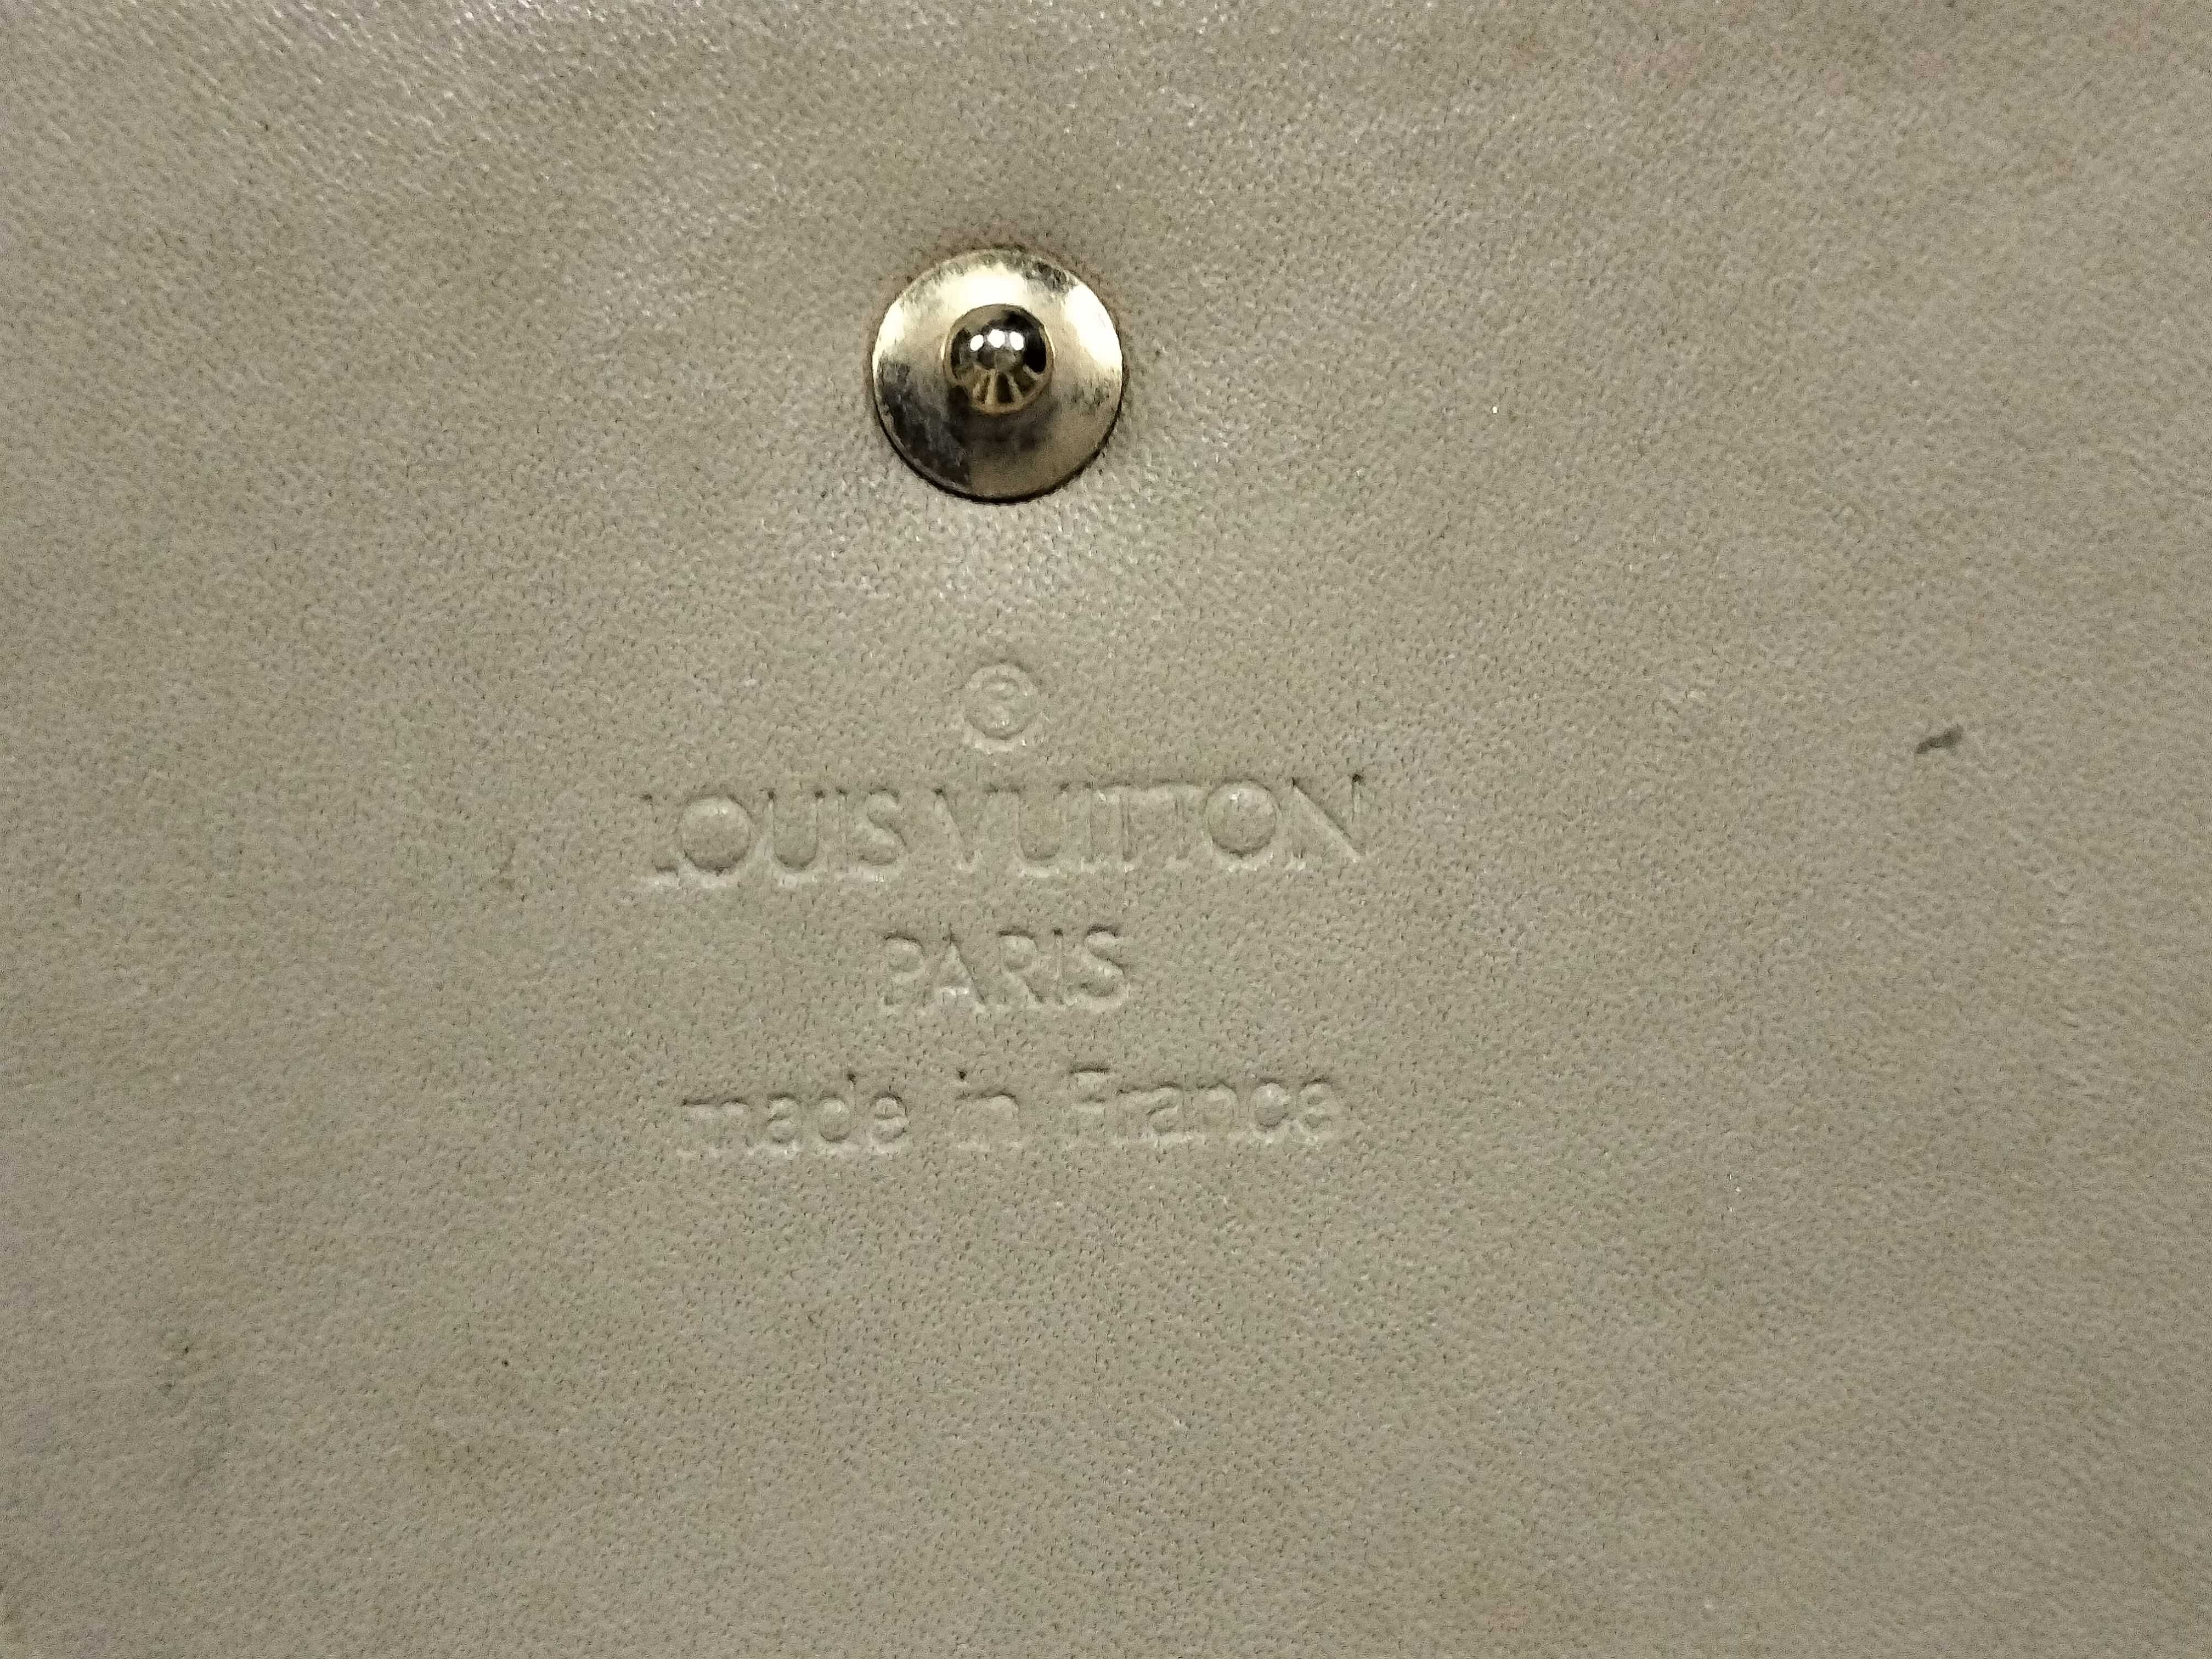 ®
LOUIS VUITTON
PARIS
made in France